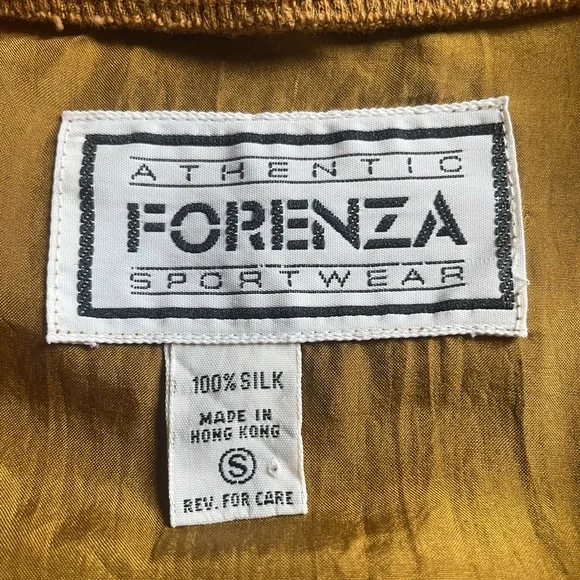 ATHENTIC
FORENZA
SPORTWEAR
100% SILK
MADE IN
HONG KONG
S
REV. FOR CARE